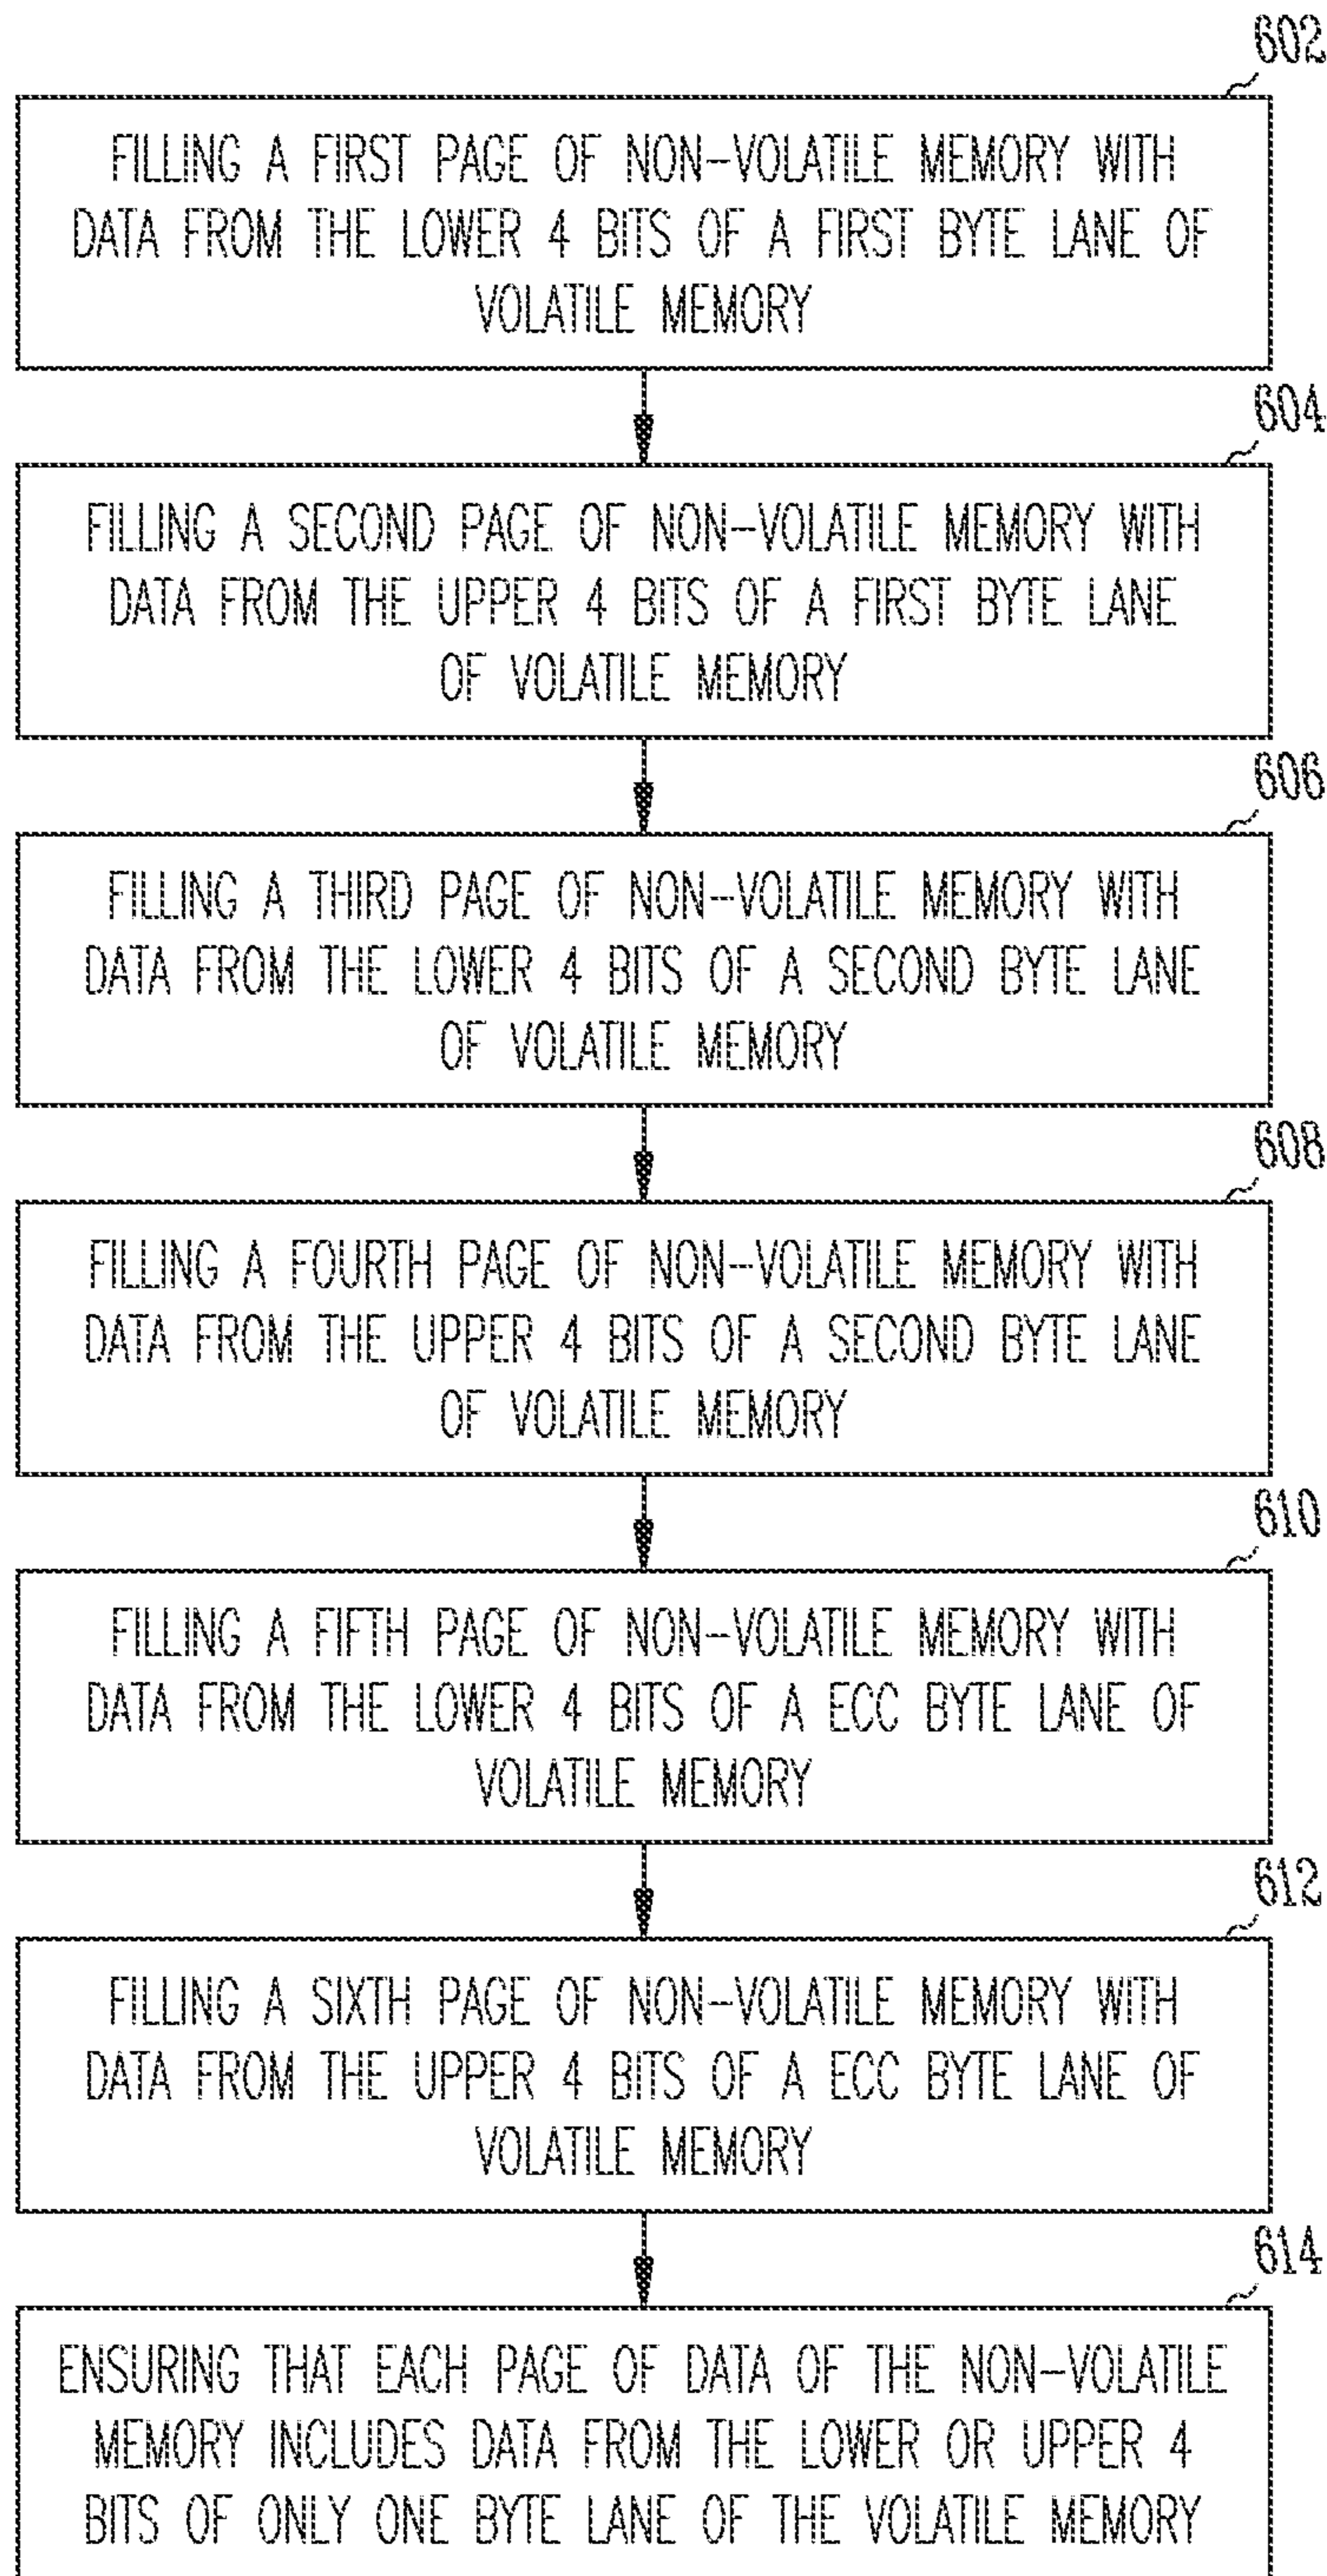 602
FILLING A FIRST PAGE OF NON-VOLATILE MEMORY WITH
DATA FROM THE LOWER 4 BITS OF A FIRST BYTE LANE OF
VOLATILE MEMORY
604
FILLING A SECOND PAGE OF NON-VOLATILE MEMORY WITH
DATA FROM THE UPPER 4 BITS OF A FIRST BYTE LANE
OF VOLATILE MEMORY
606
FILLING A THIRD PAGE OF NON-VOLATILE MEMORY WITH
DATA FROM THE LOWER 4 BITS OF A SECOND BYTE LANE
OF VOLATILE MEMORY
608
FILLING A FOURTH PAGE OF NON-VOLATILE MEMORY WITH
DATA FROM THE UPPER 4 BITS OF A SECOND BYTE LANE
OF VOLATILE MEMORY
610
FILLING A FIFTH PAGE OF NON-VOLATILE MEMORY WITH
DATA FROM THE LOWER 4 BITS OF A ECC BYTE LANE OF
VOLATILE MEMORY
612
FILLING A SIXTH PAGE OF NON-VOLATILE MEMORY WITH
DATA FROM THE UPPER 4 BITS OF A ECC BYTE LANE OF
VOLATILE MEMORY
614
ENSURING THAT EACH PAGE OF DATA OF THE NON-VOLATILE
MEMORY INCLUDES DATA FROM THE LOWER OR UPPER 4
BITS OF ONLY ONE BYTE LANE OF THE VOLATILE MEMORY